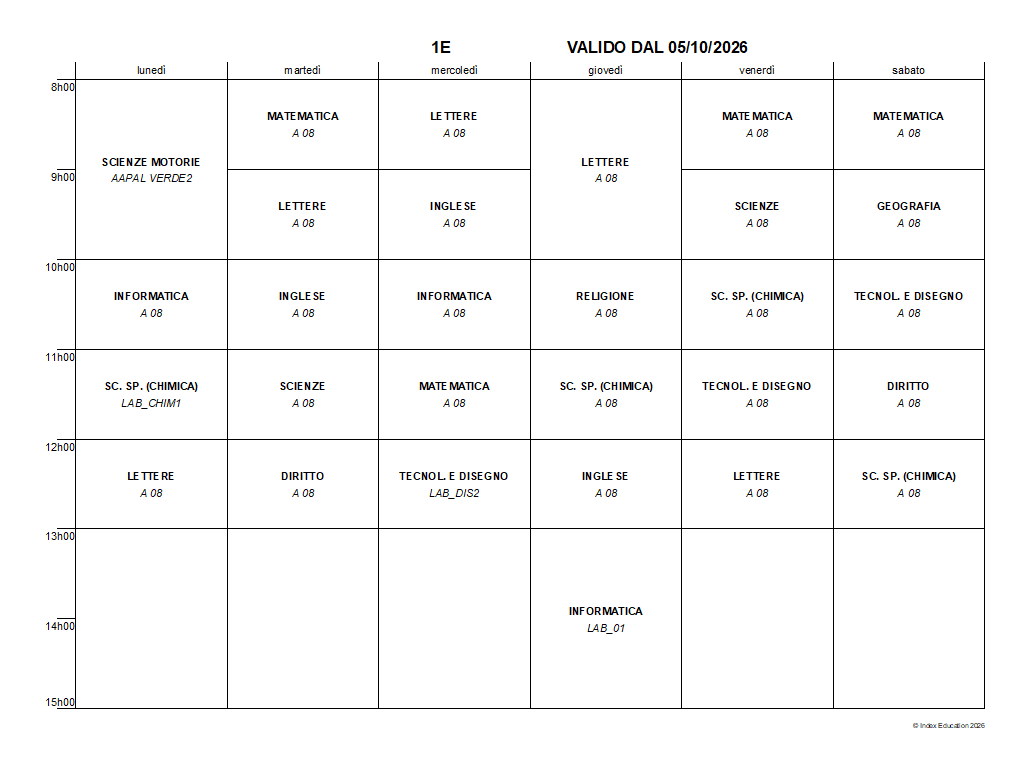 1E
VALIDO DAL 05/10/2026
lunedì
martedì
mercoledì
giovedì
venerdì
sabato
8h00
MATEMATICA
A 08
LETTERE
A 08
MATEMATICA
A 08
MATEMATICA
A 08
SCIENZE MOTORIE
AAPAL VERDE2
LETTERE
A 08
9h00
LETTERE
A 08
INGLESE
A 08
SCIENZE
A 08
GEOGRAFIA
A 08
10h00
INFORMATICA
A 08
INGLESE
A 08
INFORMATICA
A 08
RELIGIONE
A 08
SC. SP. (CHIMICA)
A 08
TECNOL. E DISEGNO
A 08
11h00
SC. SP. (CHIMICA)
LAB_CHIM1
SCIENZE
A 08
MATEMATICA
A 08
SC. SP. (CHIMICA)
A 08
TECNOL. E DISEGNO
A 08
DIRITTO
A 08
12h00
LETTERE
A 08
DIRITTO
A 08
TECNOL. E DISEGNO
LAB_DIS2
INGLESE
A 08
LETTERE
A 08
SC. SP. (CHIMICA)
A 08
13h00
INFORMATICA
LAB_01
14h00
15h00
© Index Education 2026